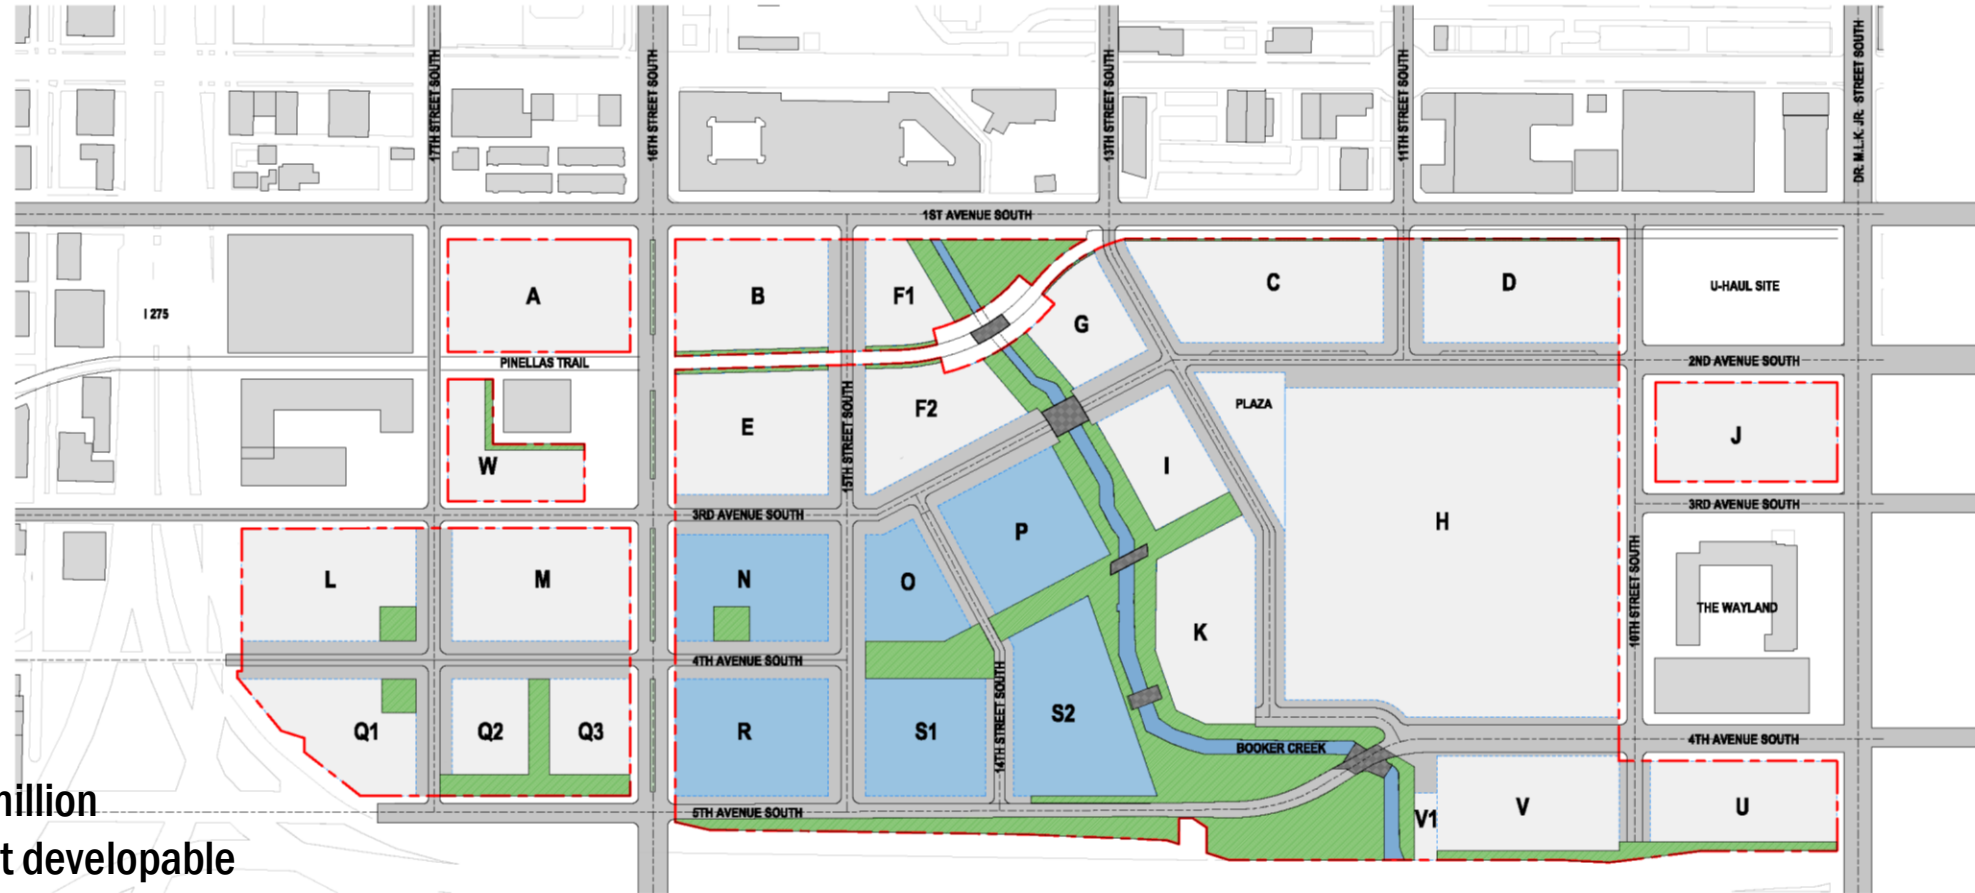 17TH STREET SOUTH
16TH STREET SOUTH
13TH STREET SOUTH
11TH STREET SOUTH
DR. M.L.K. JR. STREET SOUTH
1ST AVENUE SOUTH
A
B
F1
G
C
D
U-HAUL SITE
I 275
PINELLAS TRAIL
2ND AVENUE SOUTH
W
E
15TH STREET SOUTH
F2
I
PLAZA
H
J
3RD AVENUE SOUTH
3RD AVENUE SOUTH
L
M
N
O
P
K
10TH STREET SOUTH
THE WAYLAND
4TH AVENUE SOUTH
Q1
Q2
Q3
R
S1
14TH STREET SOUTH
S2
BOOKER CREEK
4TH AVENUE SOUTH
5TH AVENUE SOUTH
V1
V
U
million
t developable